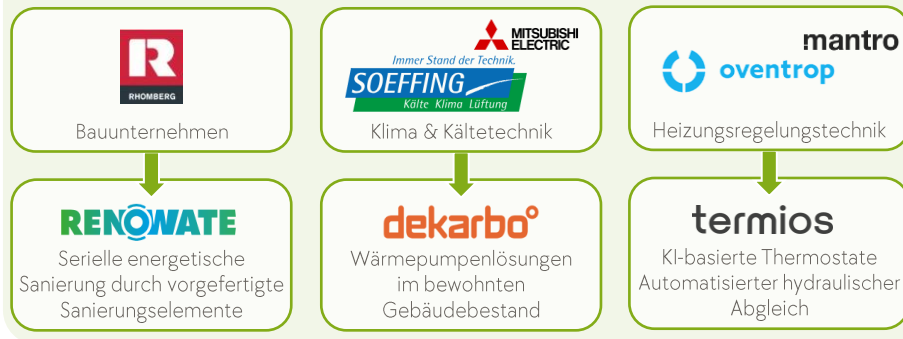 RHOMBERG
Bauunternehmen
MITSUBISHI
ELECTRIC
Immer Stand der Technik.
SOEFFING
Kälte Klima Lüftung
Klima & Kältetechnik
mantro
oventrop
Heizungsregelungstechnik
RENOWATE
Serielle energetische
Sanierung durch vorgefertigte
Sanierungselemente
dekarbo°
Wärmepumpenlösungen
im bewohnten
Gebäudebestand
termios
KI-basierte Thermostate
Automatisierter hydraulischer
Abgleich